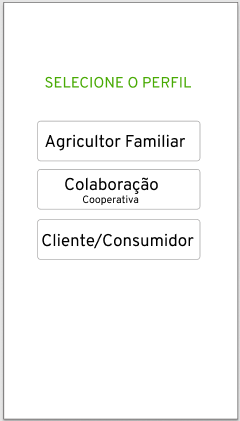 SELECIONE O PERFIL
Agricultor Familiar
Colaboração
Cooperativa
Cliente/Consumidor